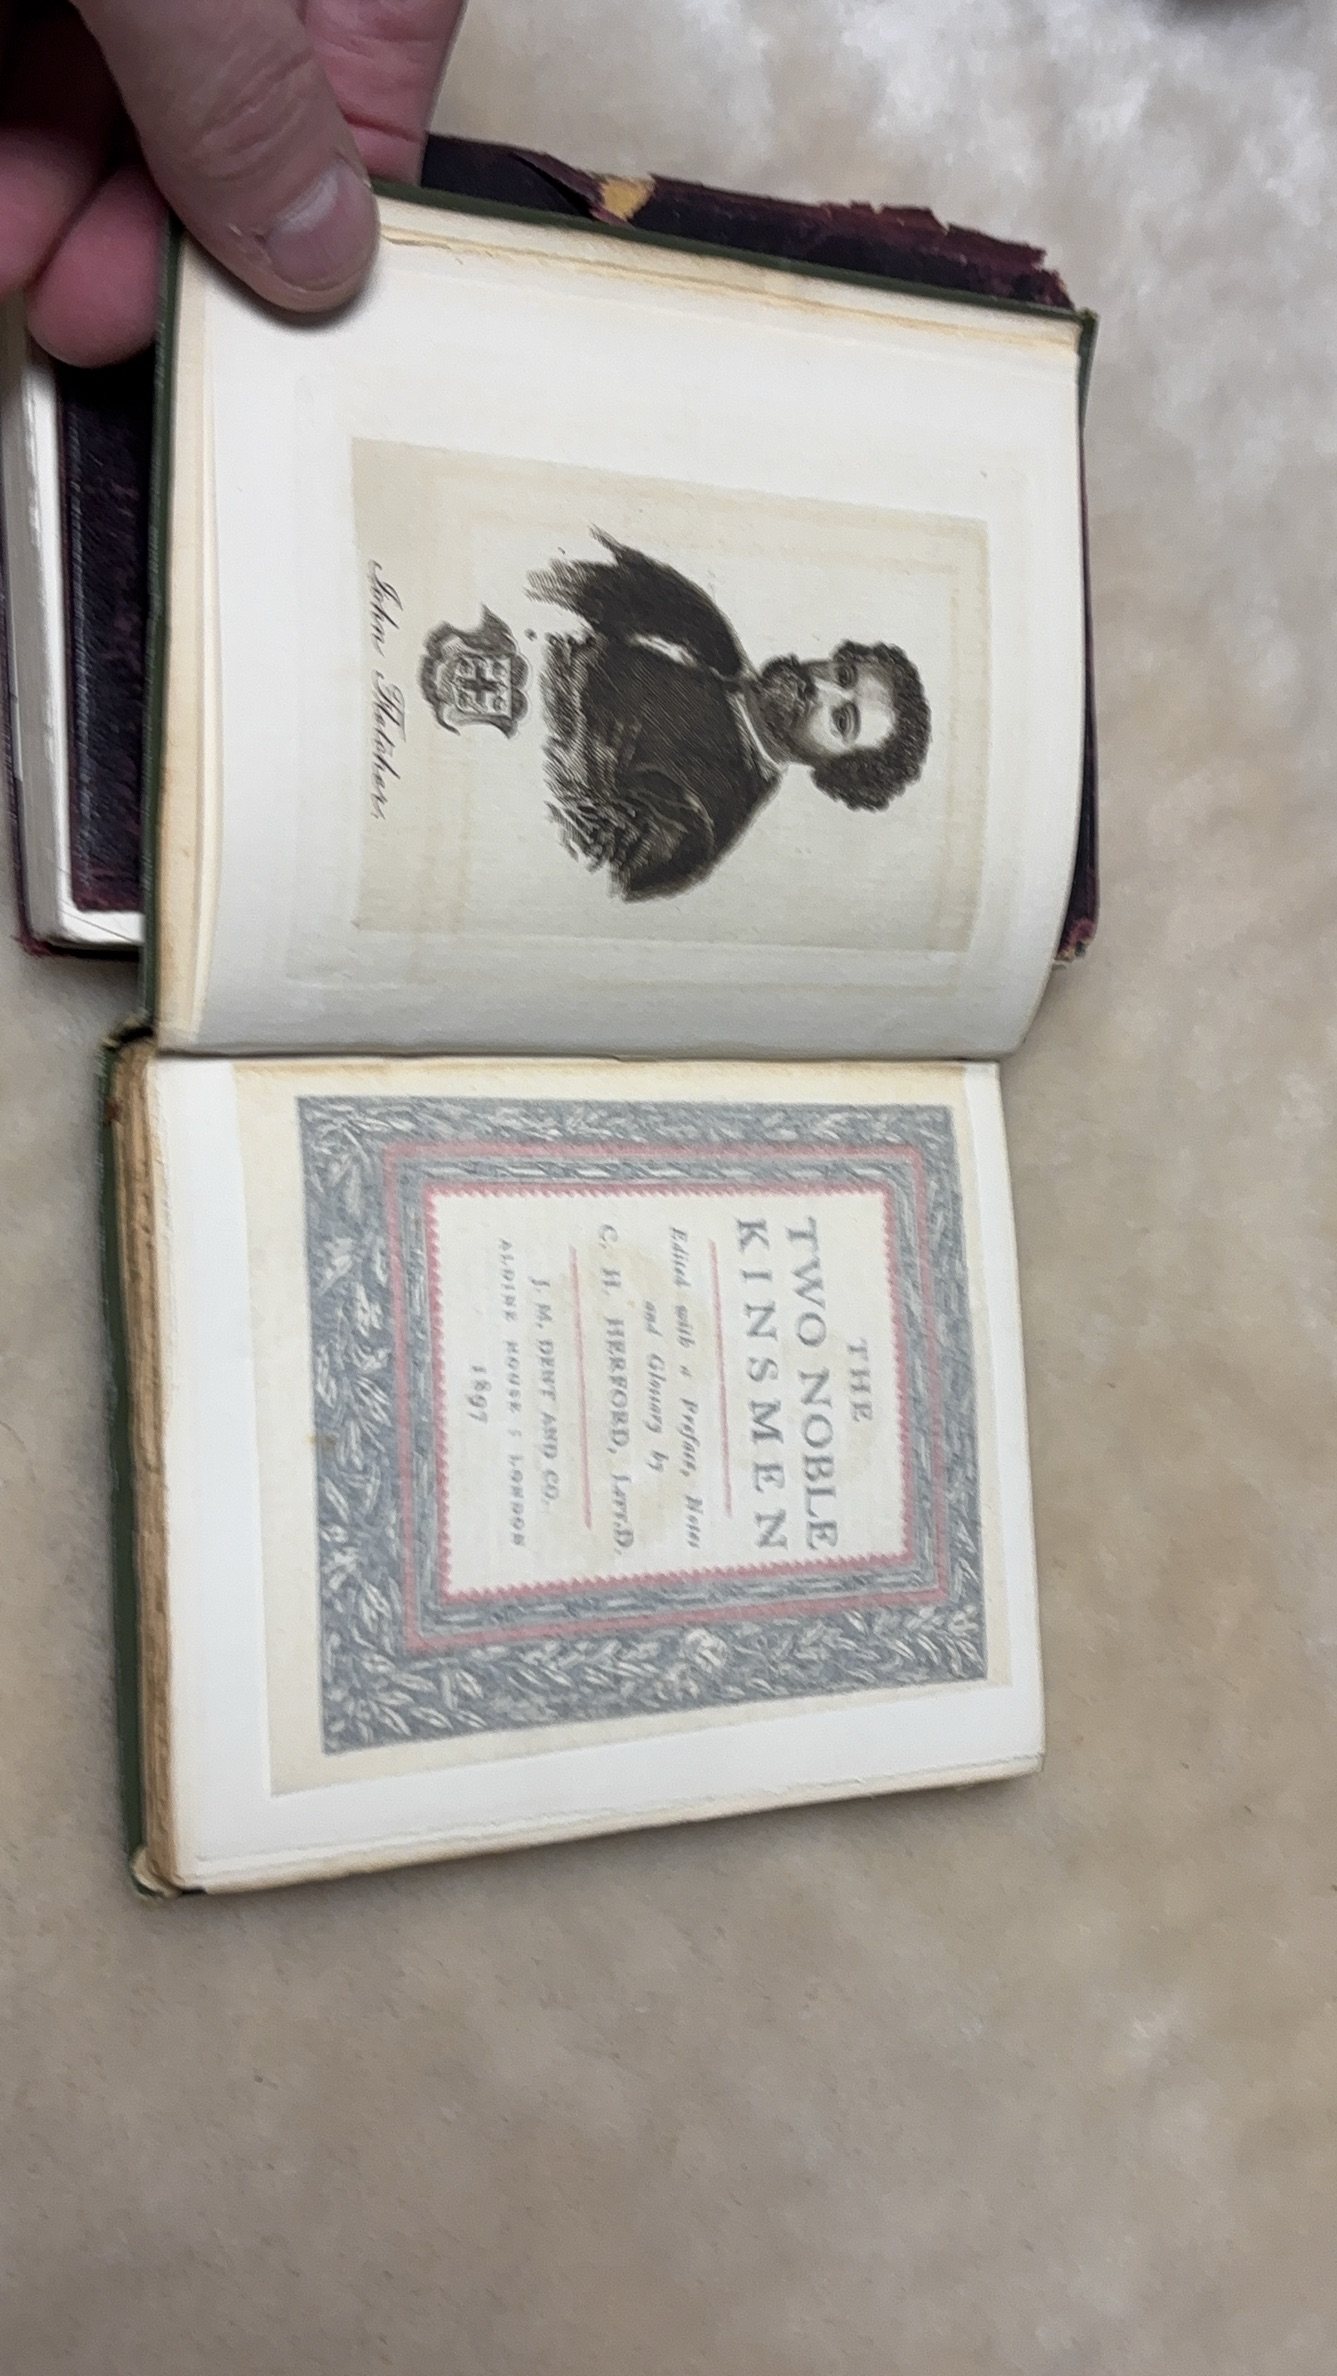 John Fletcher.
THE
TWO NOBLE
KINSMEN
Edited with a Preface, Notes
and Glossary by
C. H. HERFORD, Litt.D.
J. M. DENT AND CO.
ALDINE HOUSE : LONDON
1897